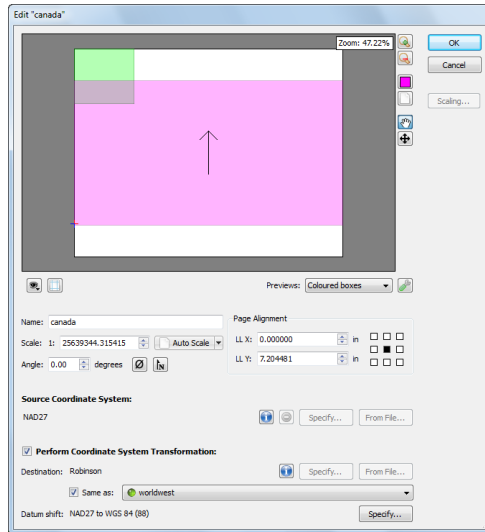 Edit "canada"
Zoom: 47.22%
OK
Cancel
Scaling...
Previews: Coloured boxes
Name: canada
Page Alignment
Scale: 1: 25639344.315415 Auto Scale
LL X: 0.000000 in
Angle: 0.00 degrees Ø N
LL Y: 7.204481 in
Source Coordinate System:
NAD27 Specify... From File...
Perform Coordinate System Transformation:
Destination: Robinson Specify... From File...
Same as: worldwest
Datum shift: NAD27 to WGS 84 (88) Specify...